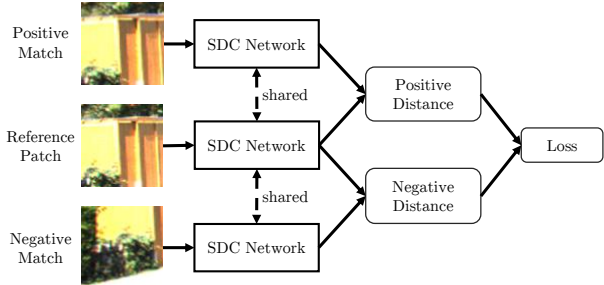 Positive
Match
SDC Network
shared
Positive
Distance
Reference
Patch
SDC Network
Loss
shared
Negative
Distance
Negative
Match
SDC Network